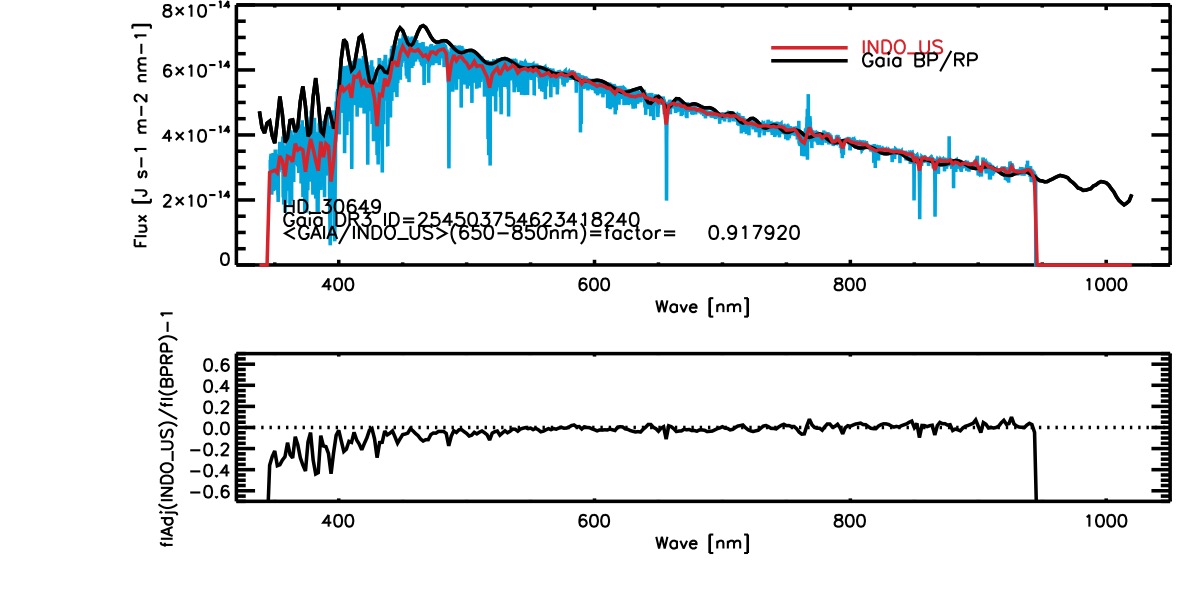 8×10⁻¹⁴
6×10⁻¹⁴
4×10⁻¹⁴
2×10⁻¹⁴
0
Flux [J s−1 m−2 nm−1]
INDO_US
Gaia BP/RP
HD_30649
Gaia DR3 ID=254503754623418240
<GAIA/INDO_US>(650−850nm)=factor= 0.917920
400 600 800 1000
Wave [nm]
flAdj(INDO_US)/fl(BPRP)−1
0.6
0.4
0.2
0.0
−0.2
−0.4
−0.6
400 600 800 1000
Wave [nm]